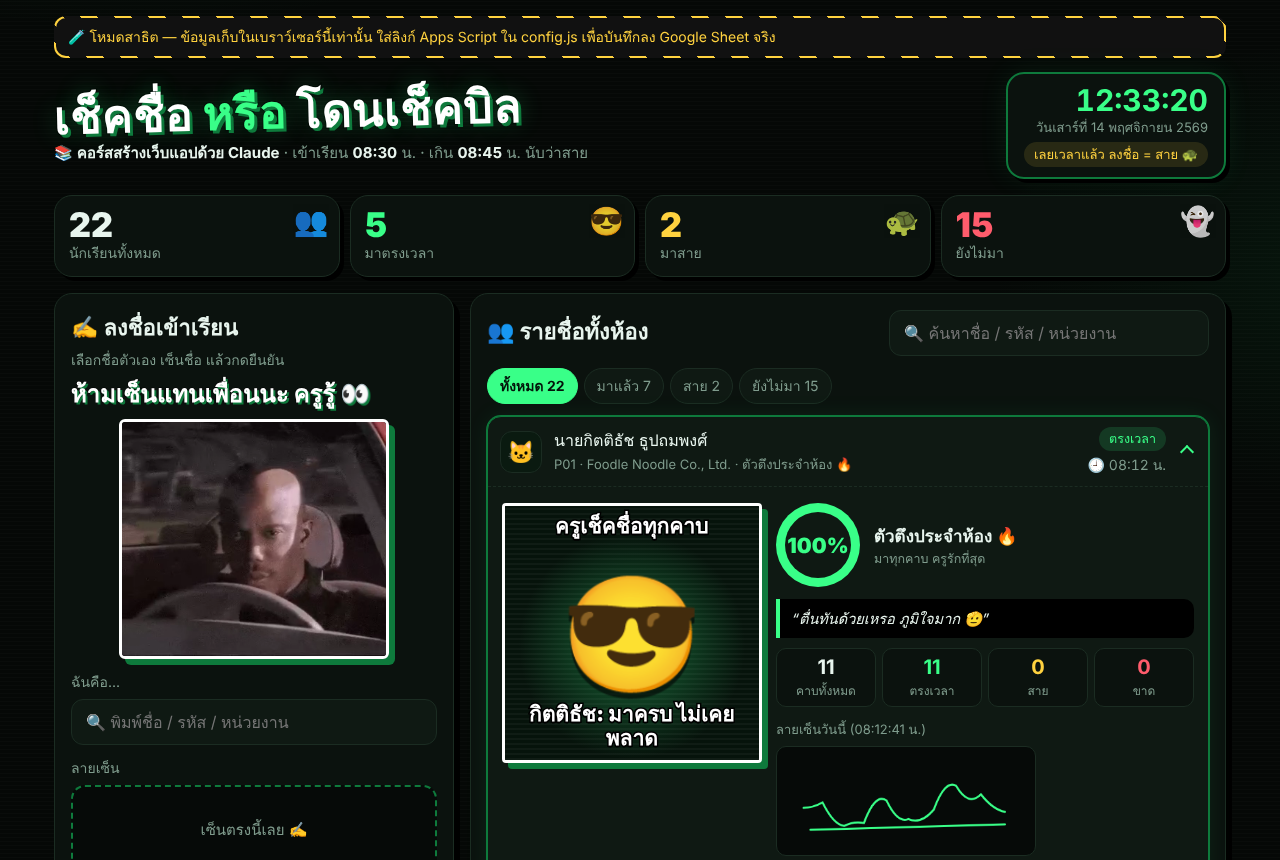 🧪 โหมดสาธิต — ข้อมูลเก็บในเบราว์เซอร์นี้เท่านั้น ใส่ลิงก์ Apps Script ใน config.js เพื่อบันทึกลง Google Sheet จริง
เช็คชื่อ หรือ โดนเช็คบิล
📚 คอร์สสร้างเว็บแอปด้วย Claude · เข้าเรียน 08:30 น. · เกิน 08:45 น. นับว่าสาย
12:33:20
วันเสาร์ที่ 14 พฤศจิกายน 2569
เลยเวลาแล้ว ลงชื่อ = สาย 🐢
22 👥
นักเรียนทั้งหมด
5 😎
มาตรงเวลา
2 🐢
มาสาย
15 👻
ยังไม่มา
✍️ ลงชื่อเข้าเรียน
เลือกชื่อตัวเอง เซ็นชื่อ แล้วกดยืนยัน
ห้ามเซ็นแทนเพื่อนนะ ครูรู้ 👀
ฉันคือ...
🔍 พิมพ์ชื่อ / รหัส / หน่วยงาน
ลายเซ็น
เซ็นตรงนี้เลย ✍️
👥 รายชื่อทั้งห้อง
🔍 ค้นหาชื่อ / รหัส / หน่วยงาน
ทั้งหมด 22
มาแล้ว 7
สาย 2
ยังไม่มา 15
นายกิตติธัช ธูปถมพงศ์
P01 · Foodle Noodle Co., Ltd. · ตัวตึงประจำห้อง 🔥
ตรงเวลา
🕘 08:12 น.
ครูเช็คชื่อทุกคาบ
กิตติธัช: มาครบ ไม่เคย
พลาด
100%
ตัวตึงประจำห้อง 🔥
มาทุกคาบ ครูรักที่สุด
“ตื่นทันด้วยเหรอ ภูมิใจมาก 🫡”
11
คาบทั้งหมด
11
ตรงเวลา
0
สาย
0
ขาด
ลายเซ็นวันนี้ (08:12:41 น.)